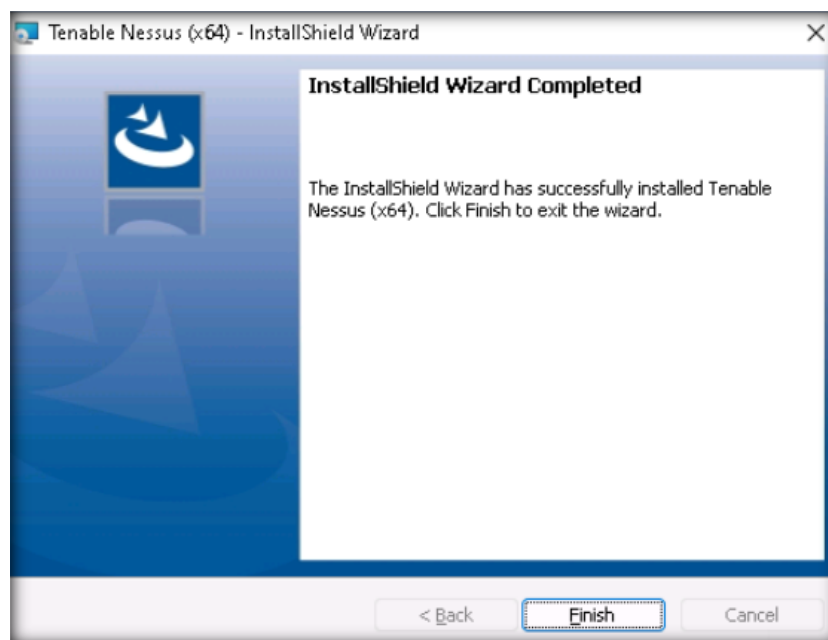 Tenable Nessus (x64) - InstallShield Wizard
InstallShield Wizard Completed
The InstallShield Wizard has successfully installed Tenable
Nessus (x64). Click Finish to exit the wizard.
< Back
Finish
Cancel